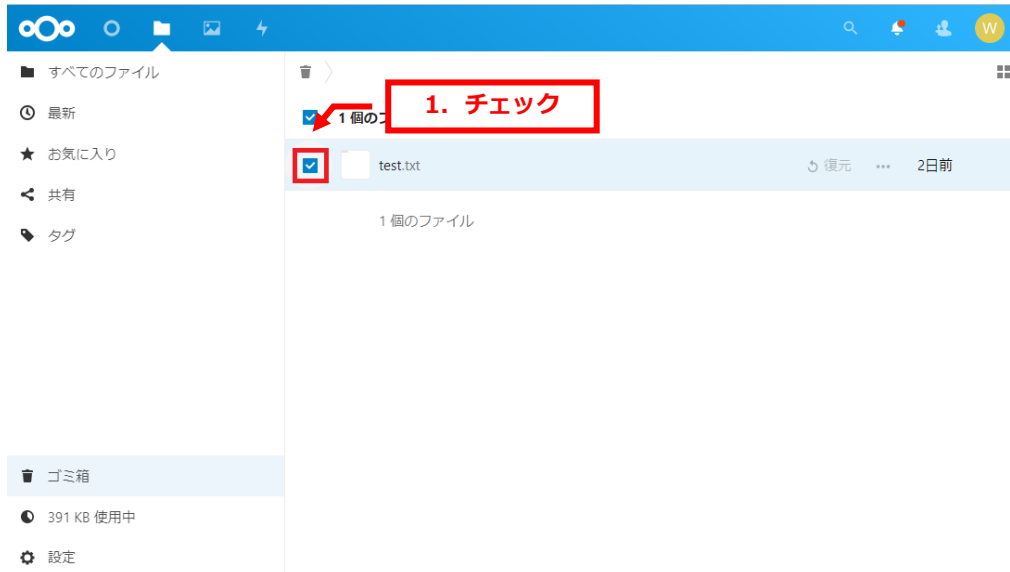 W
すべてのファイル
最新
お気に入り
共有
タグ
1. チェック
1 個の
test.txt
復元
2日前
1 個のファイル
ゴミ箱
391 KB 使用中
設定